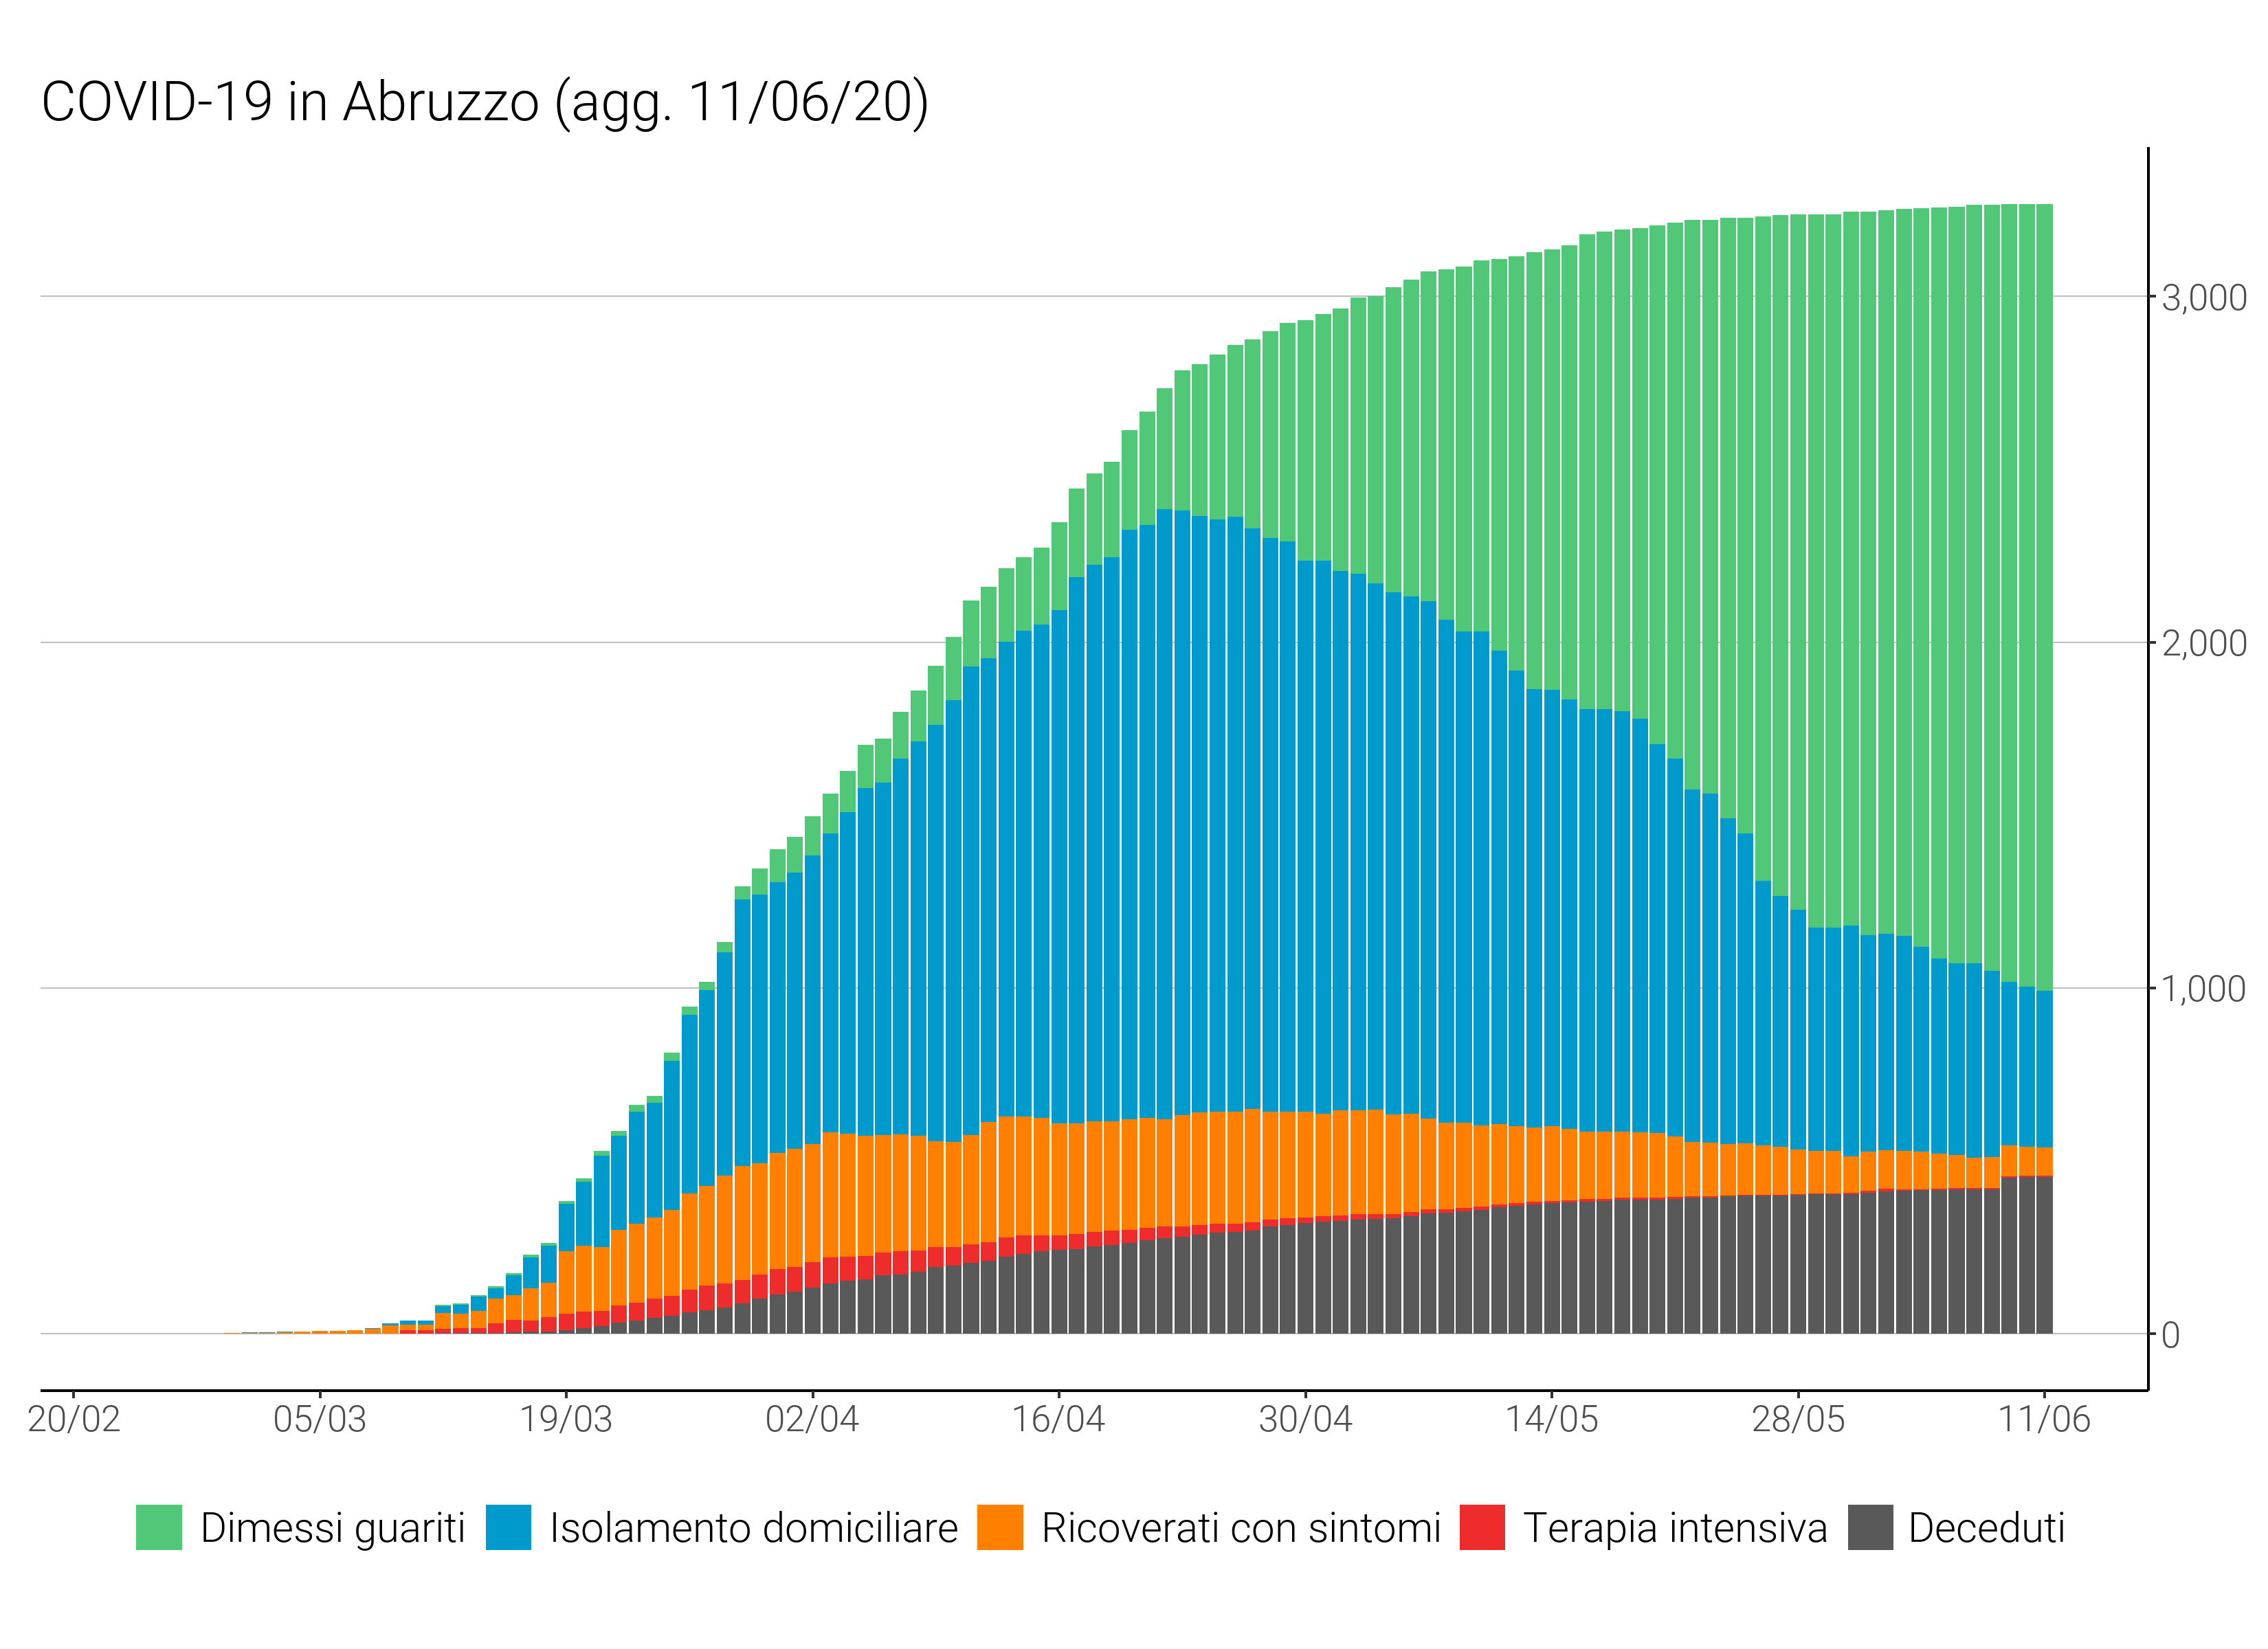 COVID-19 in Abruzzo (agg. 11/06/20)
3,000
2,000
1,000
0
20/02 05/03 19/03 02/04 16/04 30/04 14/05 28/05 11/06
Dimessi guariti Isolamento domiciliare Ricoverati con sintomi Terapia intensiva Deceduti